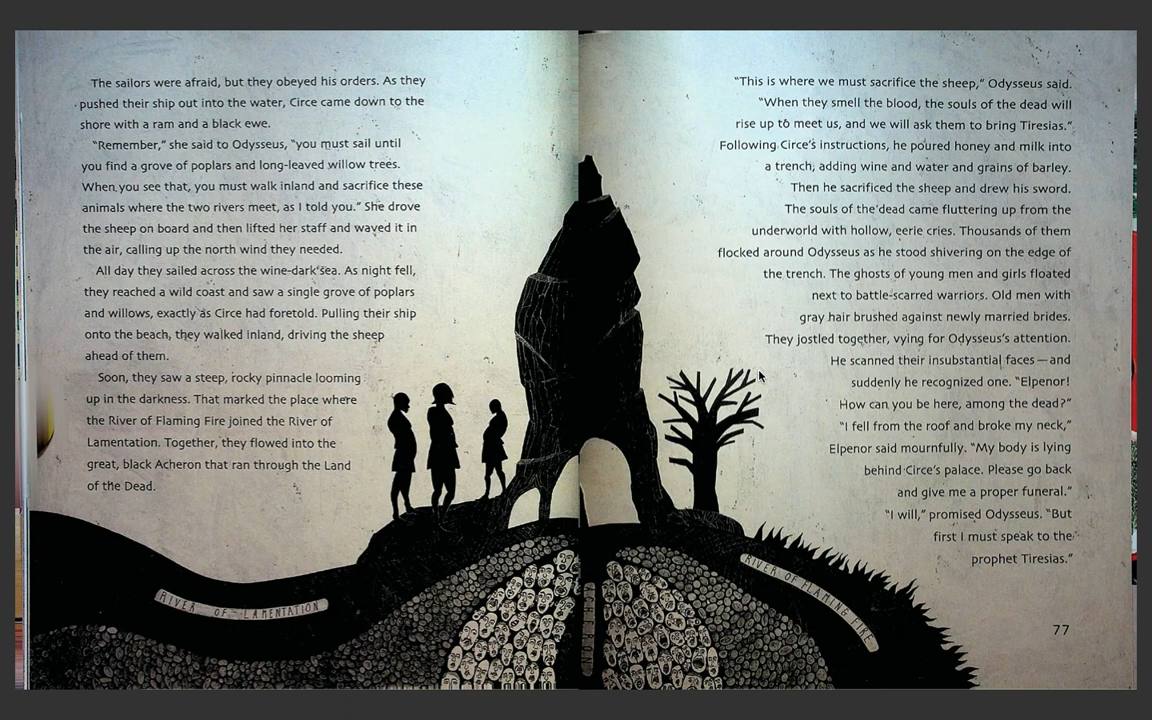 The sailors were afraid, but they obeyed his orders. As they
pushed their ship out into the water, Circe came down to the
shore with a ram and a black ewe.
“Remember,” she said to Odysseus, “you must sail until
you find a grove of poplars and long-leaved willow trees.
When you see that, you must walk inland and sacrifice these
animals where the two rivers meet, as I told you.” She drove
the sheep on board and then lifted her staff and waved it in
the air, calling up the north wind they needed.
All day they sailed across the wine-dark sea. As night fell,
they reached a wild coast and saw a single grove of poplars
and willows, exactly as Circe had foretold. Pulling their ship
onto the beach, they walked inland, driving the sheep
ahead of them.
Soon, they saw a steep, rocky pinnacle looming
up in the darkness. That marked the place where
the River of Flaming Fire joined the River of
Lamentation. Together, they flowed into the
great, black Acheron that ran through the Land
of the Dead.
RIVER OF LAMENTATION
“This is where we must sacrifice the sheep,” Odysseus said.
“When they smell the blood, the souls of the dead will
rise up to meet us, and we will ask them to bring Tiresias.”
Following Circe’s instructions, he poured honey and milk into
a trench, adding wine and water and grains of barley.
Then he sacrificed the sheep and drew his sword.
The souls of the dead came fluttering up from the
underworld with hollow, eerie cries. Thousands of them
flocked around Odysseus as he stood shivering on the edge of
the trench. The ghosts of young men and girls floated
next to battle-scarred warriors. Old men with
gray hair brushed against newly married brides.
They jostled together, vying for Odysseus’s attention.
He scanned their insubstantial faces—and
suddenly he recognized one. “Elpenor!
How can you be here, among the dead?”
“I fell from the roof and broke my neck,”
Elpenor said mournfully. “My body is lying
behind Circe’s palace. Please go back
and give me a proper funeral.”
“I will,” promised Odysseus. “But
first I must speak to the
prophet Tiresias.”
RIVER OF FLAMING FIRE
77